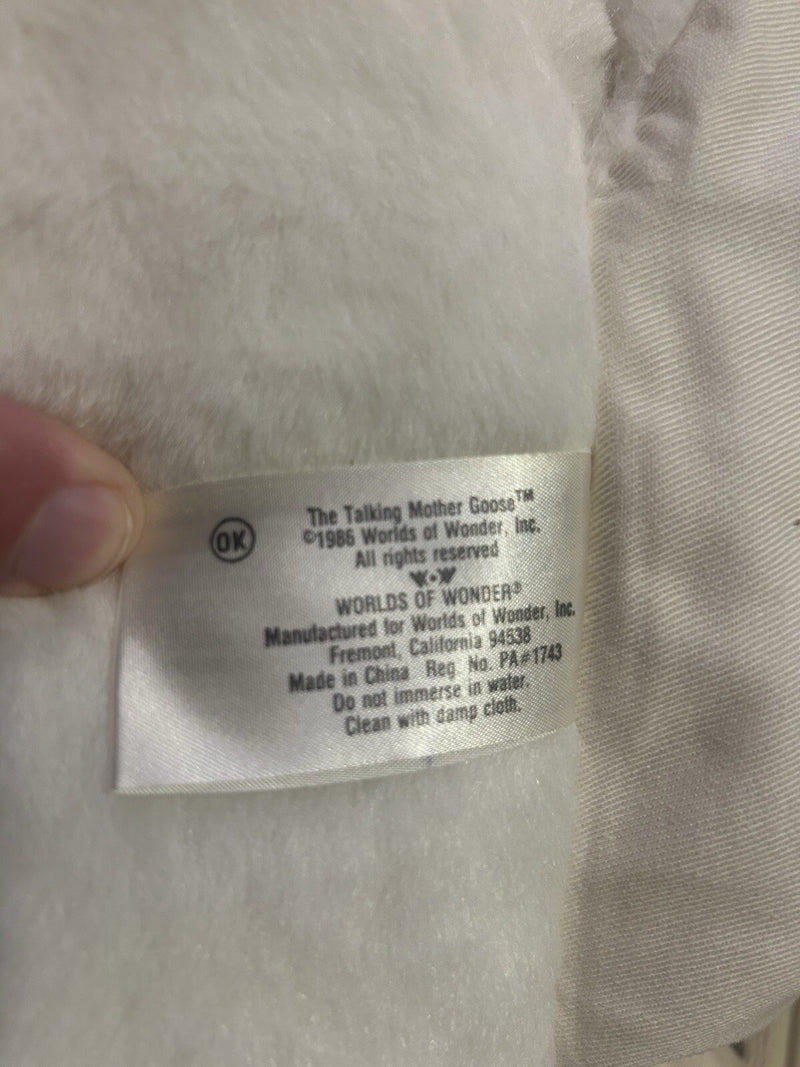 OK
The Talking Mother Goose™
©1986 Worlds of Wonder, Inc.
All rights reserved
W•W
WORLDS OF WONDER®
Manufactured for Worlds of Wonder, Inc.
Fremont, California 94538
Made in China Reg No. PA#1743
Do not immerse in water.
Clean with damp cloth.